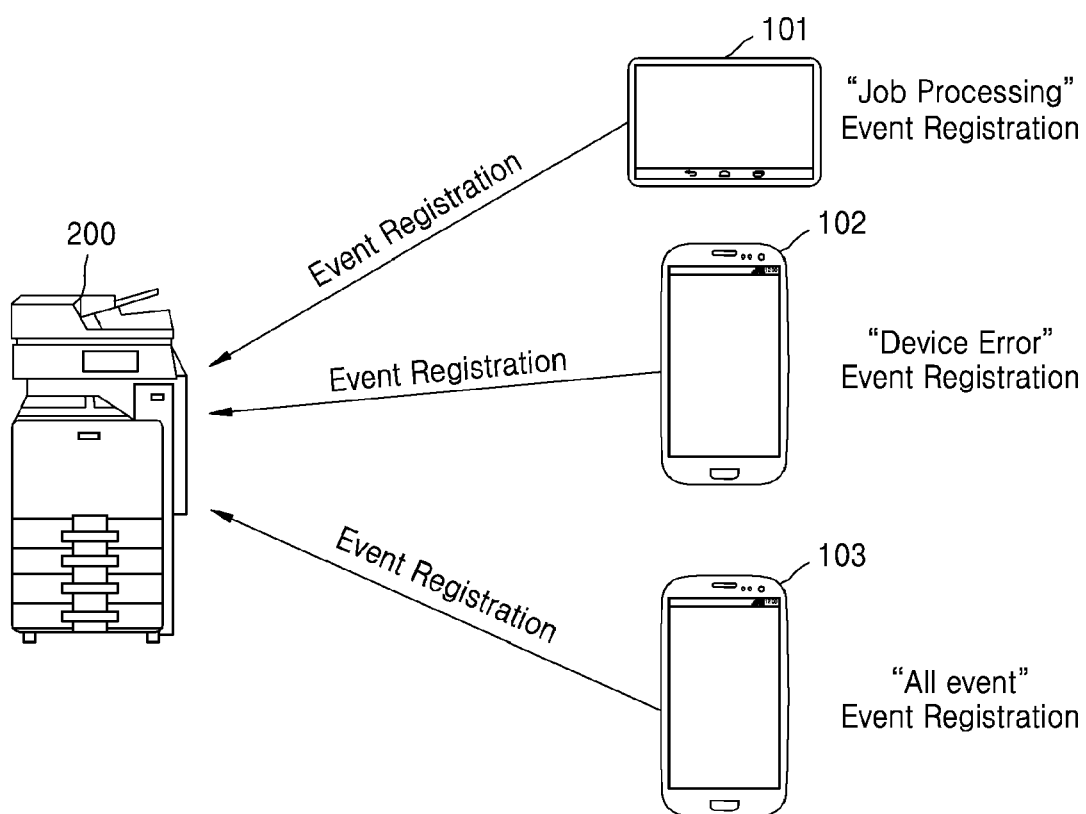 101
“Job Processing”
Event Registration
Event Registration
200
102
Event Registration
“Device Error”
Event Registration
Event Registration
103
“All event”
Event Registration